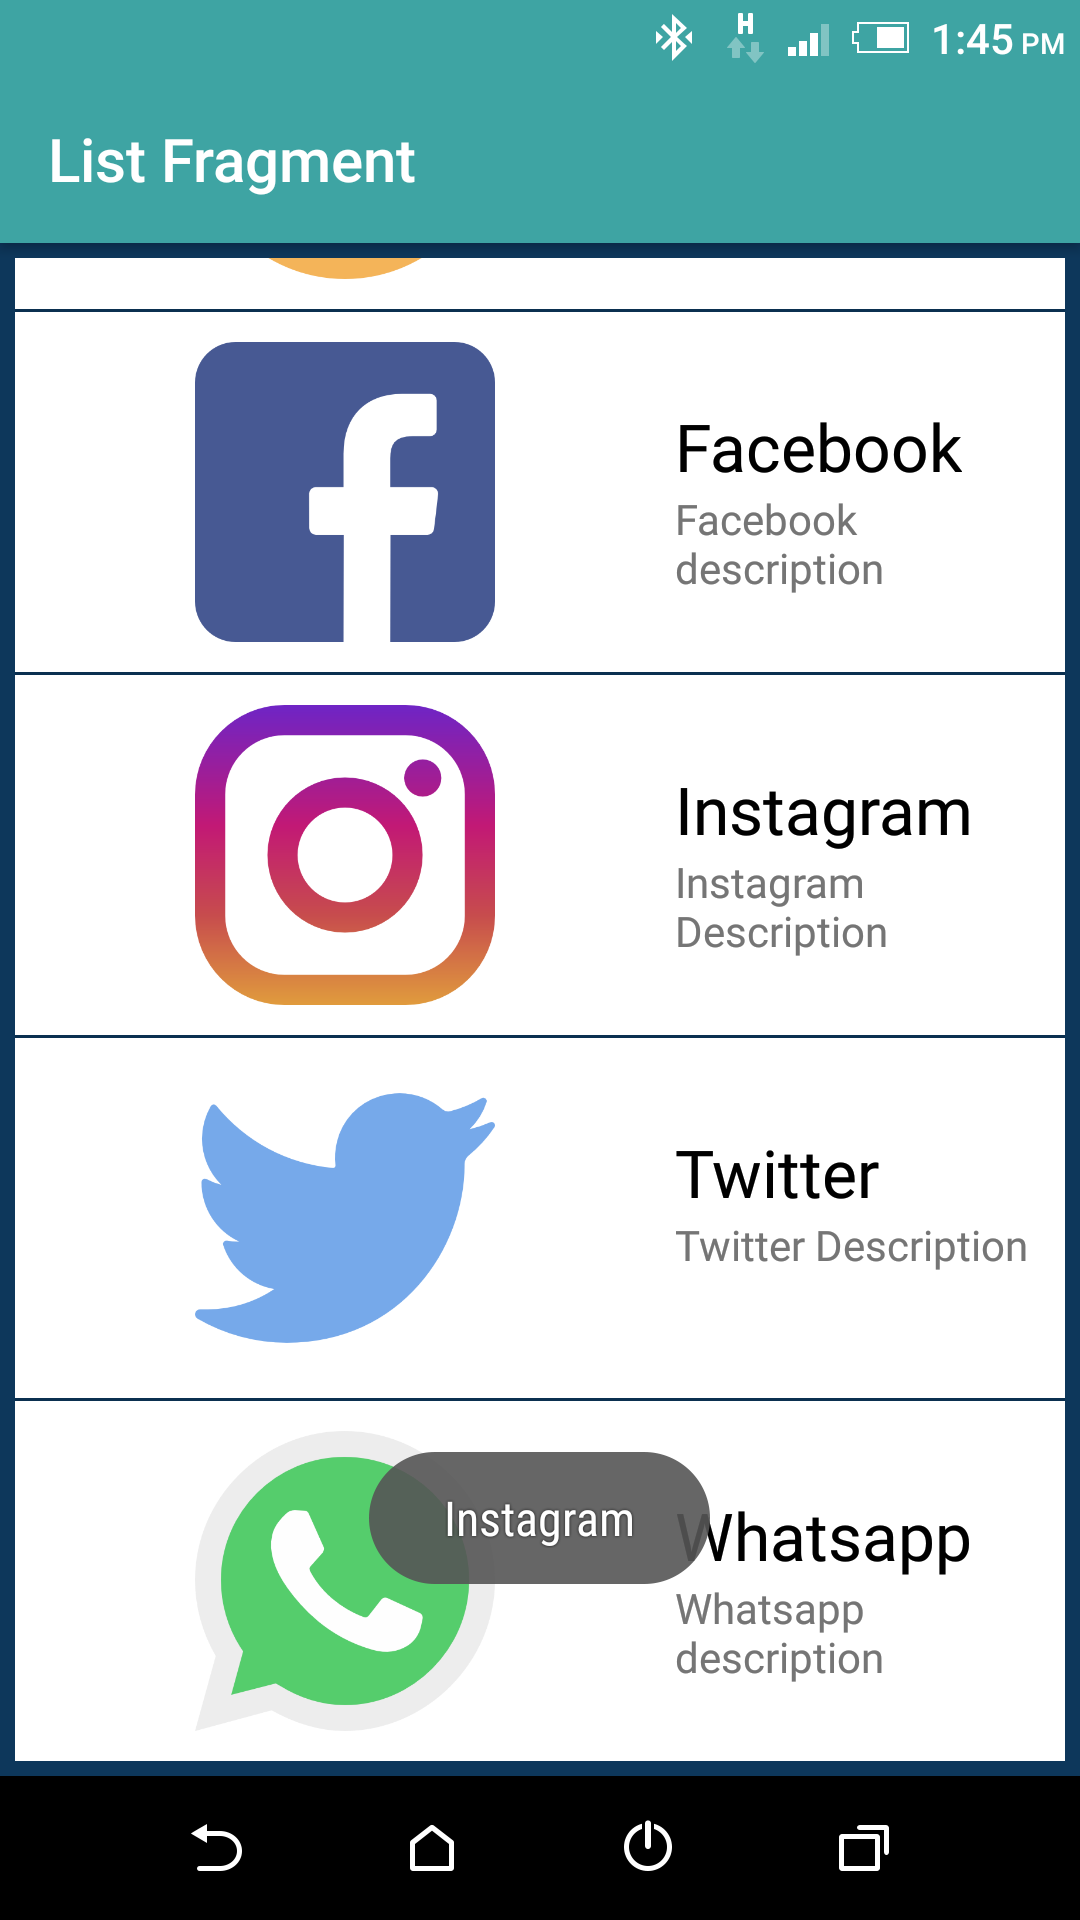 H
1:45 PM
List Fragment
Facebook
Facebook
description
Instagram
Instagram
Description
Twitter
Twitter Description
Instagram
Whatsapp
Whatsapp
description